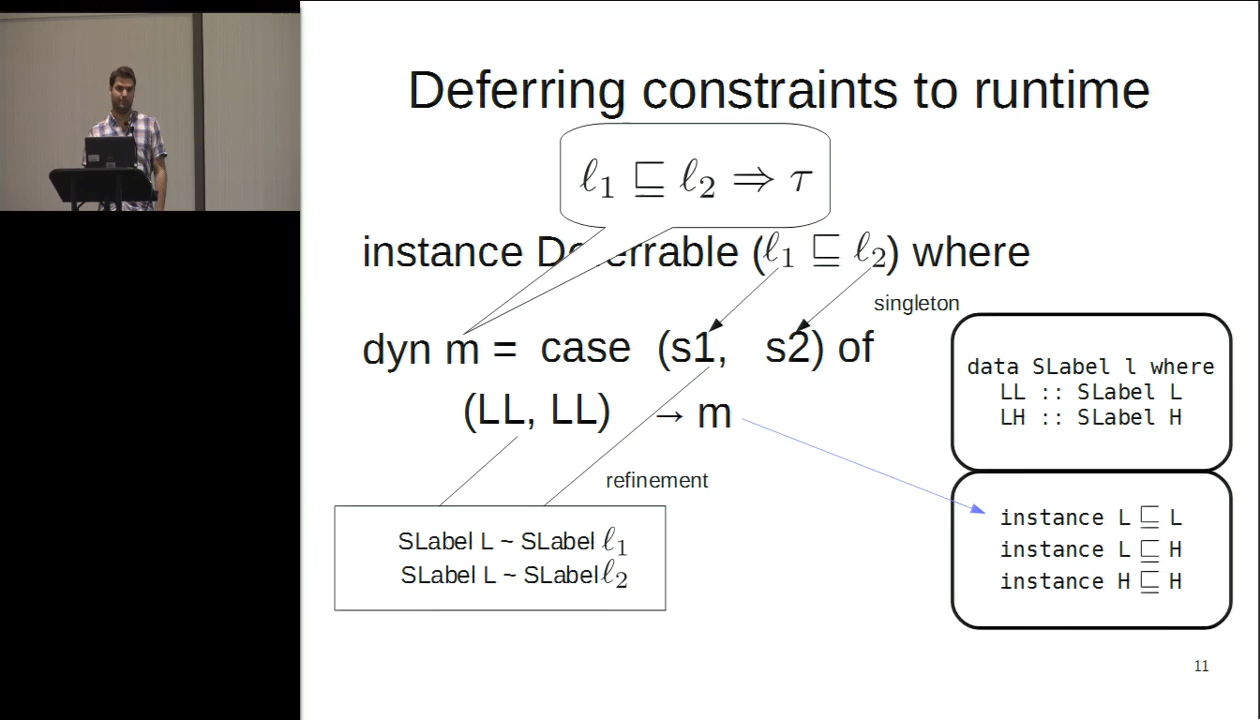 Deferring constraints to runtime
ℓ₁ ⊑ ℓ₂ ⇒ τ
instance Deferrable (ℓ₁ ⊑ ℓ₂) where
singleton
dyn m = case (s1, s2) of
data SLabel l where
LL :: SLabel L
LH :: SLabel H
(LL, LL) → m
refinement
instance L ⊑ L
instance L ⊑ H
instance H ⊑ H
SLabel L ~ SLabel ℓ₁
SLabel L ~ SLabel ℓ₂
11